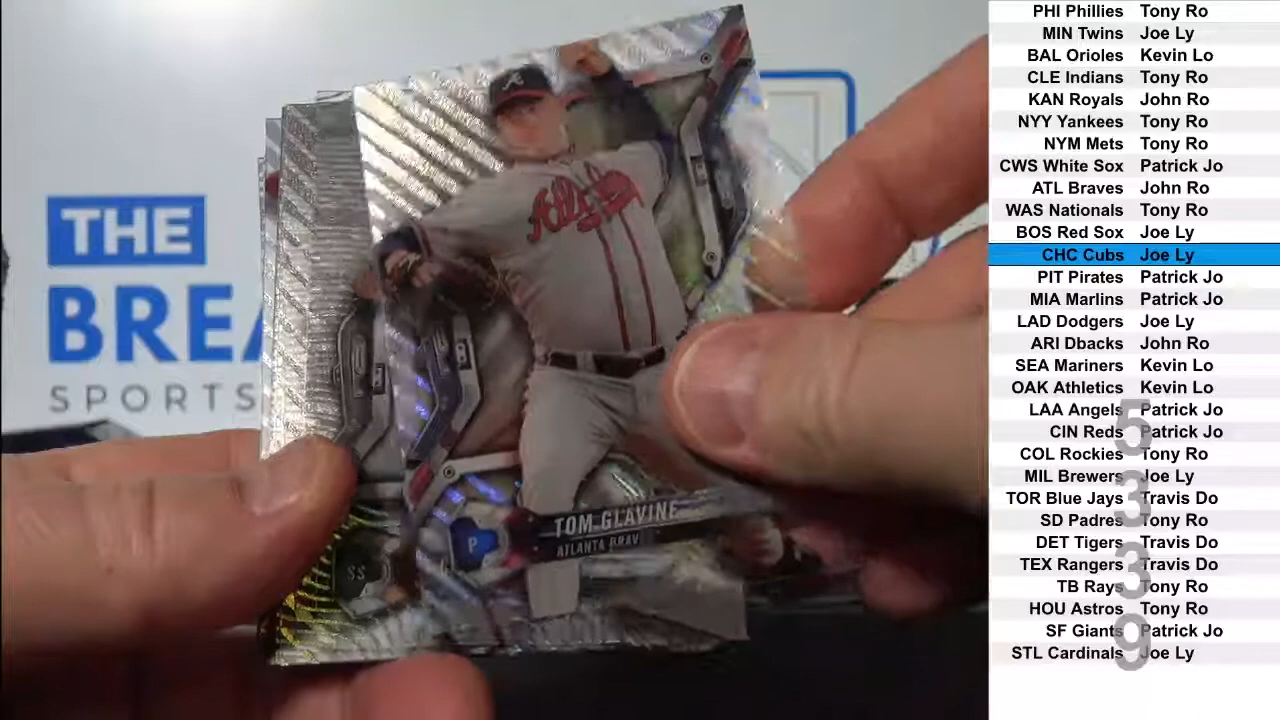 THE
BREA
SPORTS
A
Atla
TOM GLAVINE
ATLANTA BRAV
P
SS
PHI Phillies Tony Ro
MIN Twins Joe Ly
BAL Orioles Kevin Lo
CLE Indians Tony Ro
KAN Royals John Ro
NYY Yankees Tony Ro
NYM Mets Tony Ro
CWS White Sox Patrick Jo
ATL Braves John Ro
WAS Nationals Tony Ro
BOS Red Sox Joe Ly
CHC Cubs Joe Ly
PIT Pirates Patrick Jo
MIA Marlins Patrick Jo
LAD Dodgers Joe Ly
ARI Dbacks John Ro
SEA Mariners Kevin Lo
OAK Athletics Kevin Lo
LAA Angels Patrick Jo
CIN Reds Patrick Jo
COL Rockies Tony Ro
MIL Brewers Joe Ly
TOR Blue Jays Travis Do
SD Padres Tony Ro
DET Tigers Travis Do
TEX Rangers Travis Do
TB Rays Tony Ro
HOU Astros Tony Ro
SF Giants Patrick Jo
STL Cardinals Joe Ly
5339